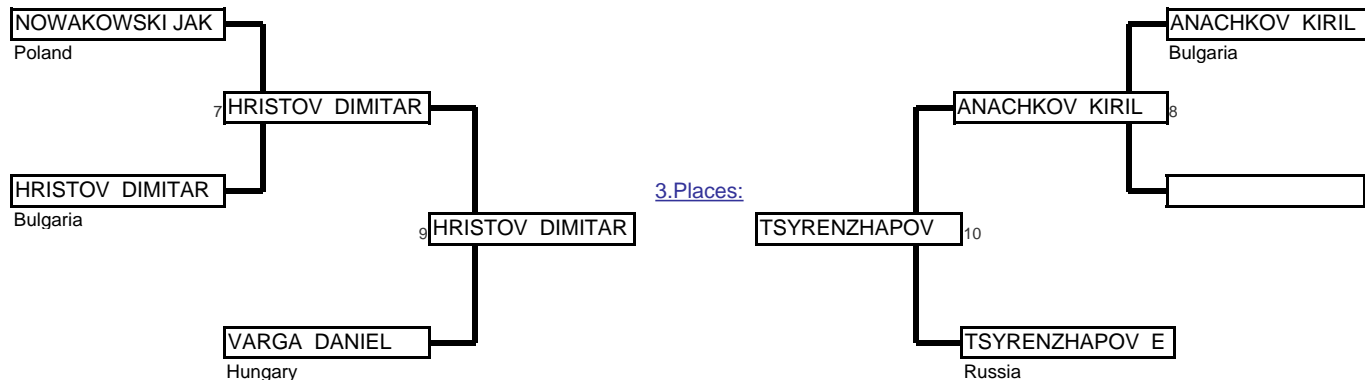 NOWAKOWSKI JAK
Poland
7 HRISTOV DIMITAR
HRISTOV DIMITAR
Bulgaria
9 HRISTOV DIMITAR
VARGA DANIEL
Hungary
3.Places:
ANACHKOV KIRIL
Bulgaria
ANACHKOV KIRIL 8
TSYRENZHAPOV 10
TSYRENZHAPOV E
Russia